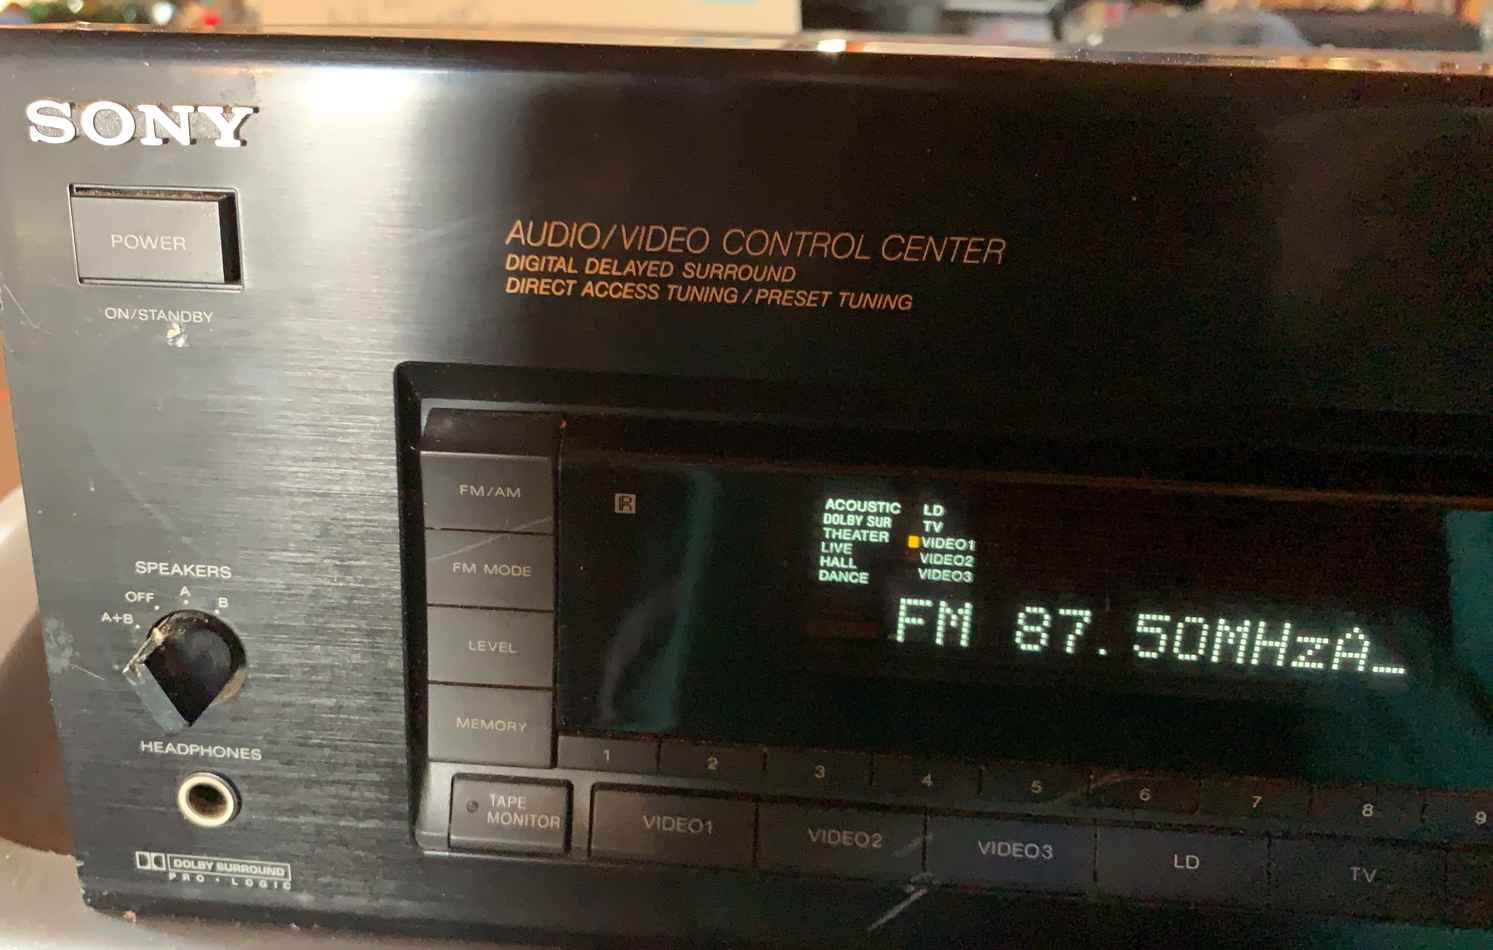 SONY
POWER
ON/STANDBY
AUDIO/VIDEO CONTROL CENTER
DIGITAL DELAYED SURROUND
DIRECT ACCESS TUNING / PRESET TUNING
FM/AM
FM MODE
LEVEL
MEMORY
R
ACOUSTIC
DOLBY SUR
THEATER
LIVE
HALL
DANCE
LD
TV
VIDEO1
VIDEO2
VIDEO3
FM 87.50MHzA_
SPEAKERS
OFF A B
A+B
HEADPHONES
1 2 3 4 5 6 7 8 9
TAPE
MONITOR
VIDEO1 VIDEO2 VIDEO3 LD TV
DOLBY SURROUND
PRO • LOGIC